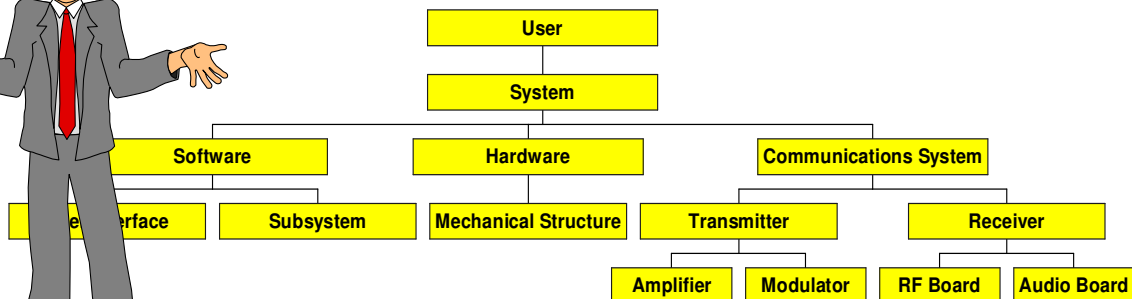 User
System
Software
Hardware
Communications System
Subsystem
Mechanical Structure
Transmitter
Receiver
Amplifier
Modulator
RF Board
Audio Board